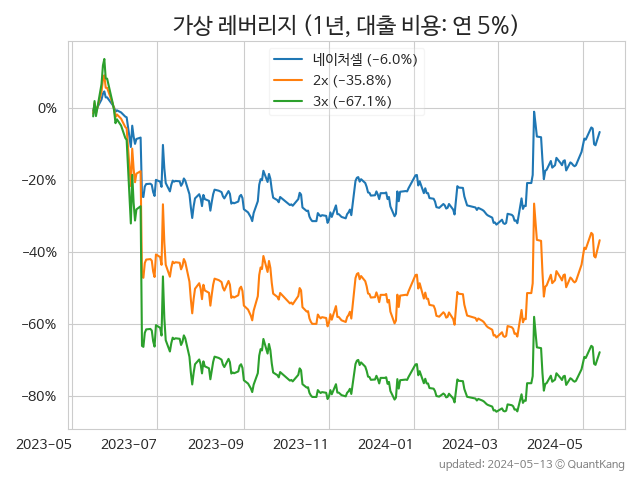 가상 레버리지 (1년, 대출 비용: 연 5%)
네이처셀 (−6.0%)
2x (−35.8%)
3x (−67.1%)
0%
−20%
−40%
−60%
−80%
2023-05 2023-07 2023-09 2023-11 2024-01 2024-03 2024-05
updated: 2024-05-13 © QuantKang